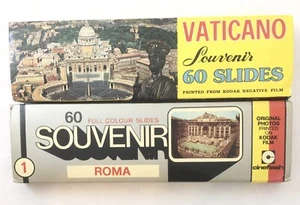 VATICANO
Souvenir
60 SLIDES
PRINTED FROM KODAK NEGATIVE FILM
60 FULL COLOUR SLIDES
SOUVENIR
1
ROMA
ORIGINAL
PHOTOS
PRINTED
ON
KODAK
FILM
cinehash